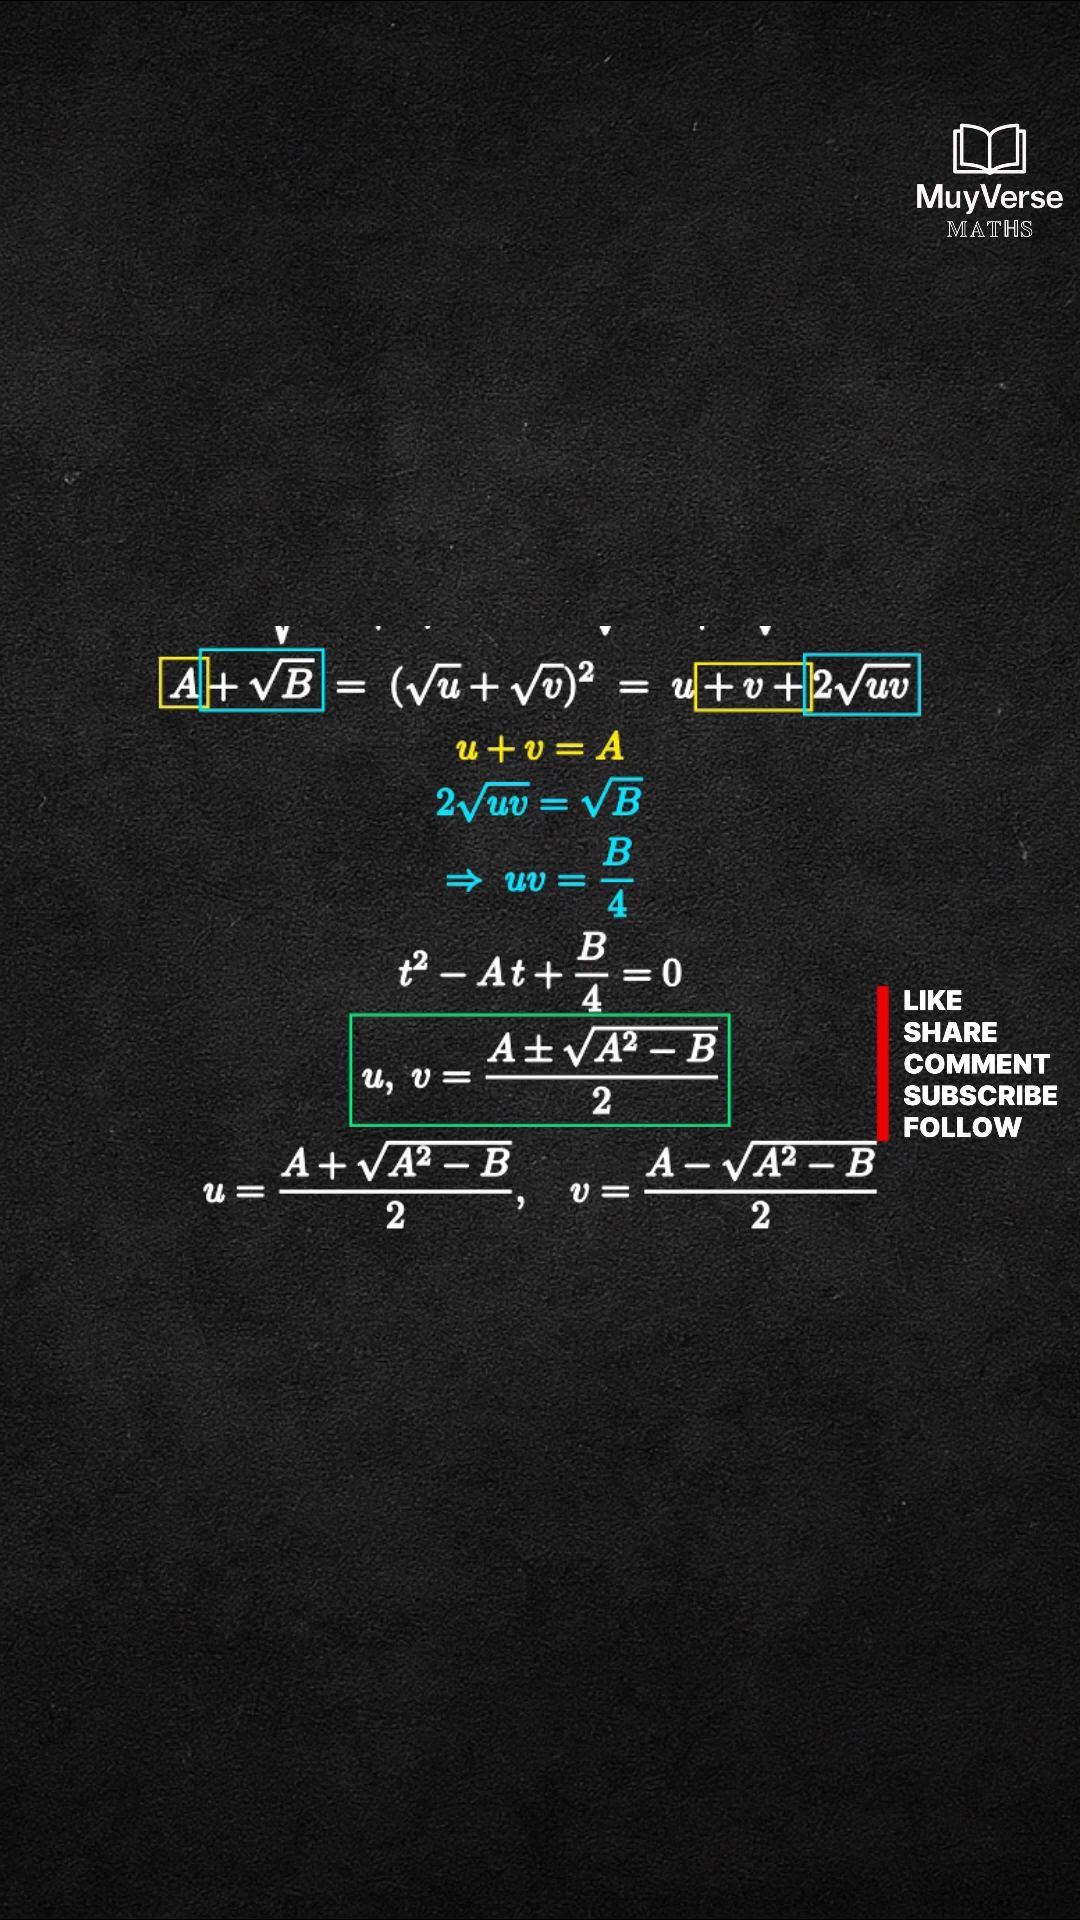 MuyVerse
MATHS
A + √B = (√u + √v)² = u + v + 2√uv
u + v = A
2√uv = √B
⇒ uv = B/4
t² − At + B/4 = 0
u, v = (A ± √(A² − B))/2
u = (A + √(A² − B))/2, v = (A − √(A² − B))/2
LIKE
SHARE
COMMENT
SUBSCRIBE
FOLLOW